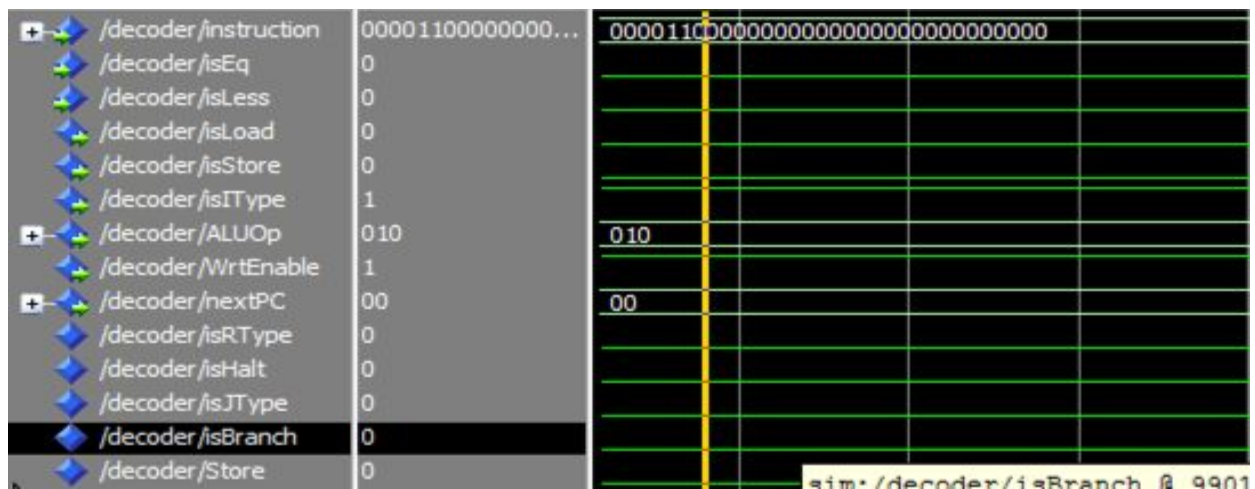 /decoder/instruction 00001100000000... 00001100000000000000000000000000
/decoder/isEq 0
/decoder/isLess 0
/decoder/isLoad 0
/decoder/isStore 0
/decoder/isIType 1
/decoder/ALUOp 010 010
/decoder/WrtEnable 1
/decoder/nextPC 00 00
/decoder/isRType 0
/decoder/isHalt 0
/decoder/isJType 0
/decoder/isBranch 0
/decoder/Store 0
sim:/decoder/isBranch @ 9901